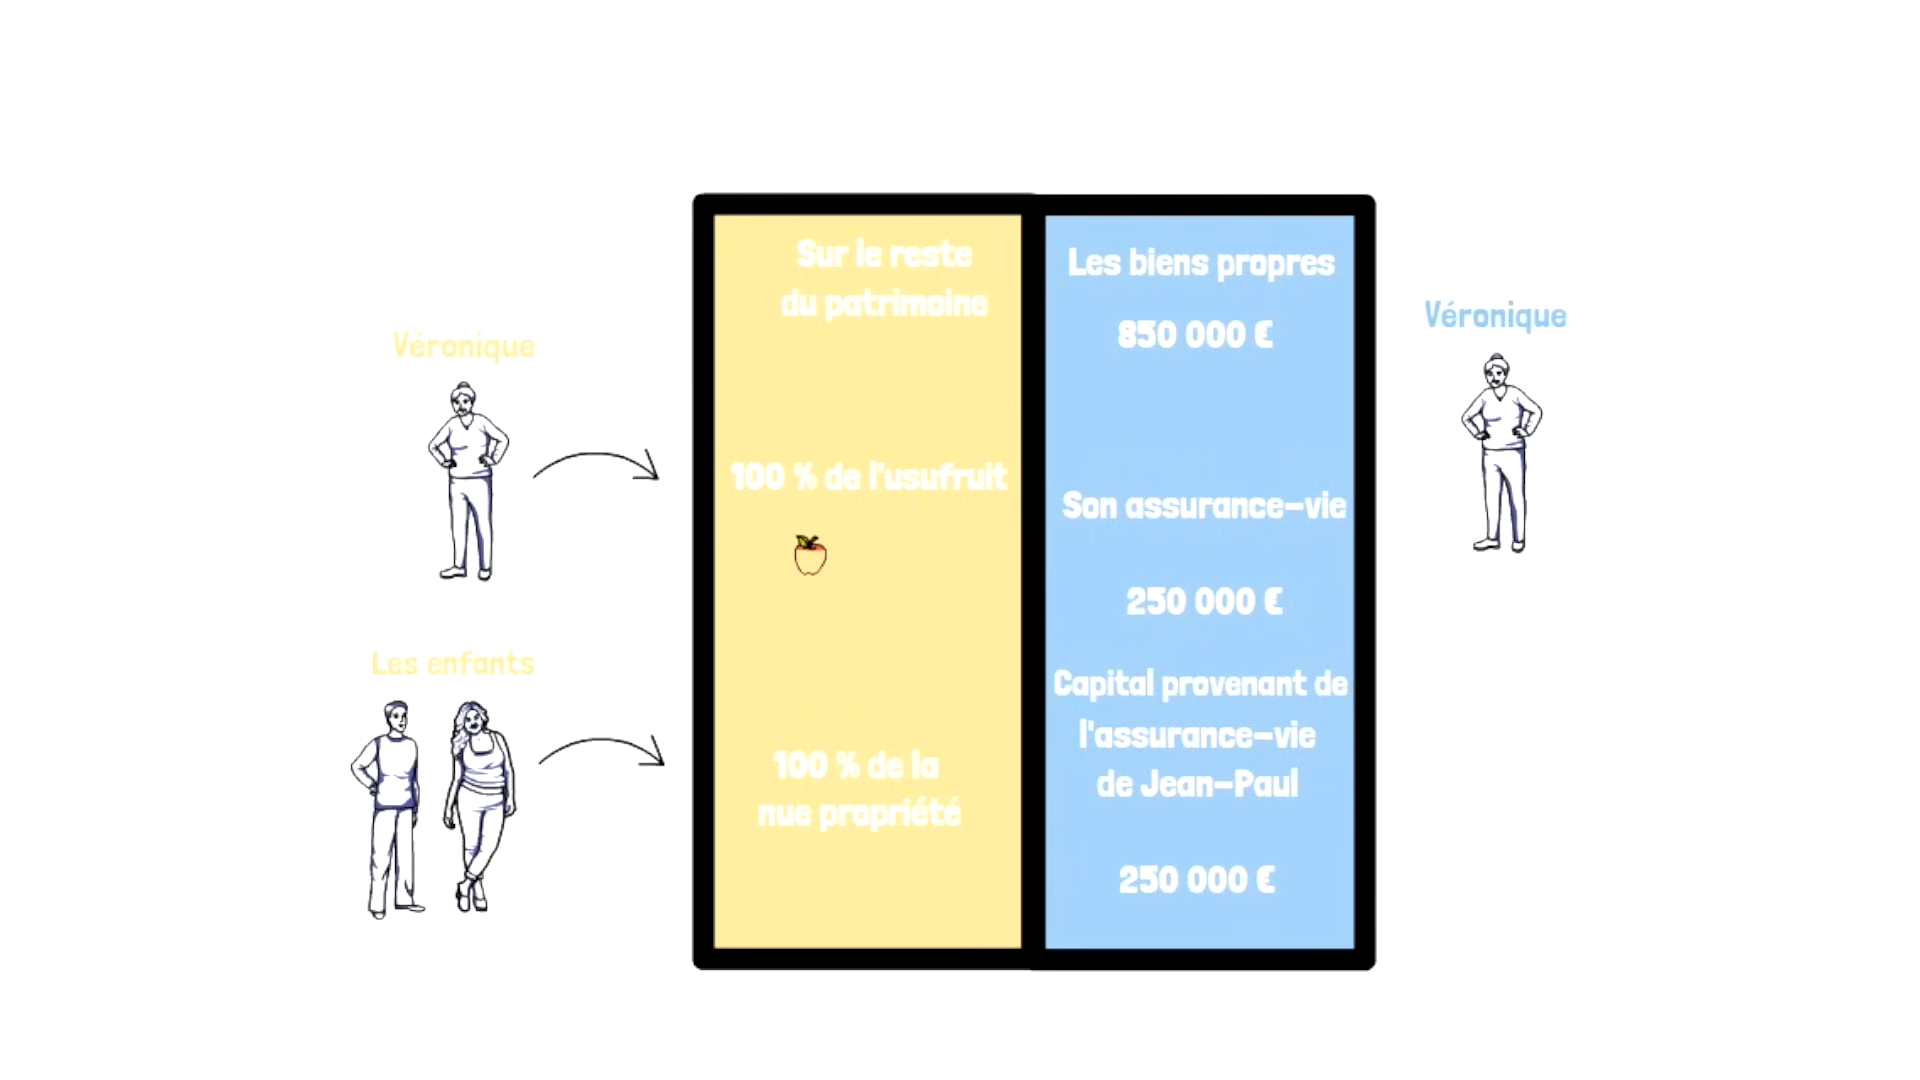 Véronique
Les enfants
Sur le reste
du patrimoine
100 % de l'usufruit
100 % de la
nue propriété
Les biens propres
850 000 €
Son assurance-vie
250 000 €
Capital provenant de
l'assurance-vie
de Jean-Paul
250 000 €
Véronique